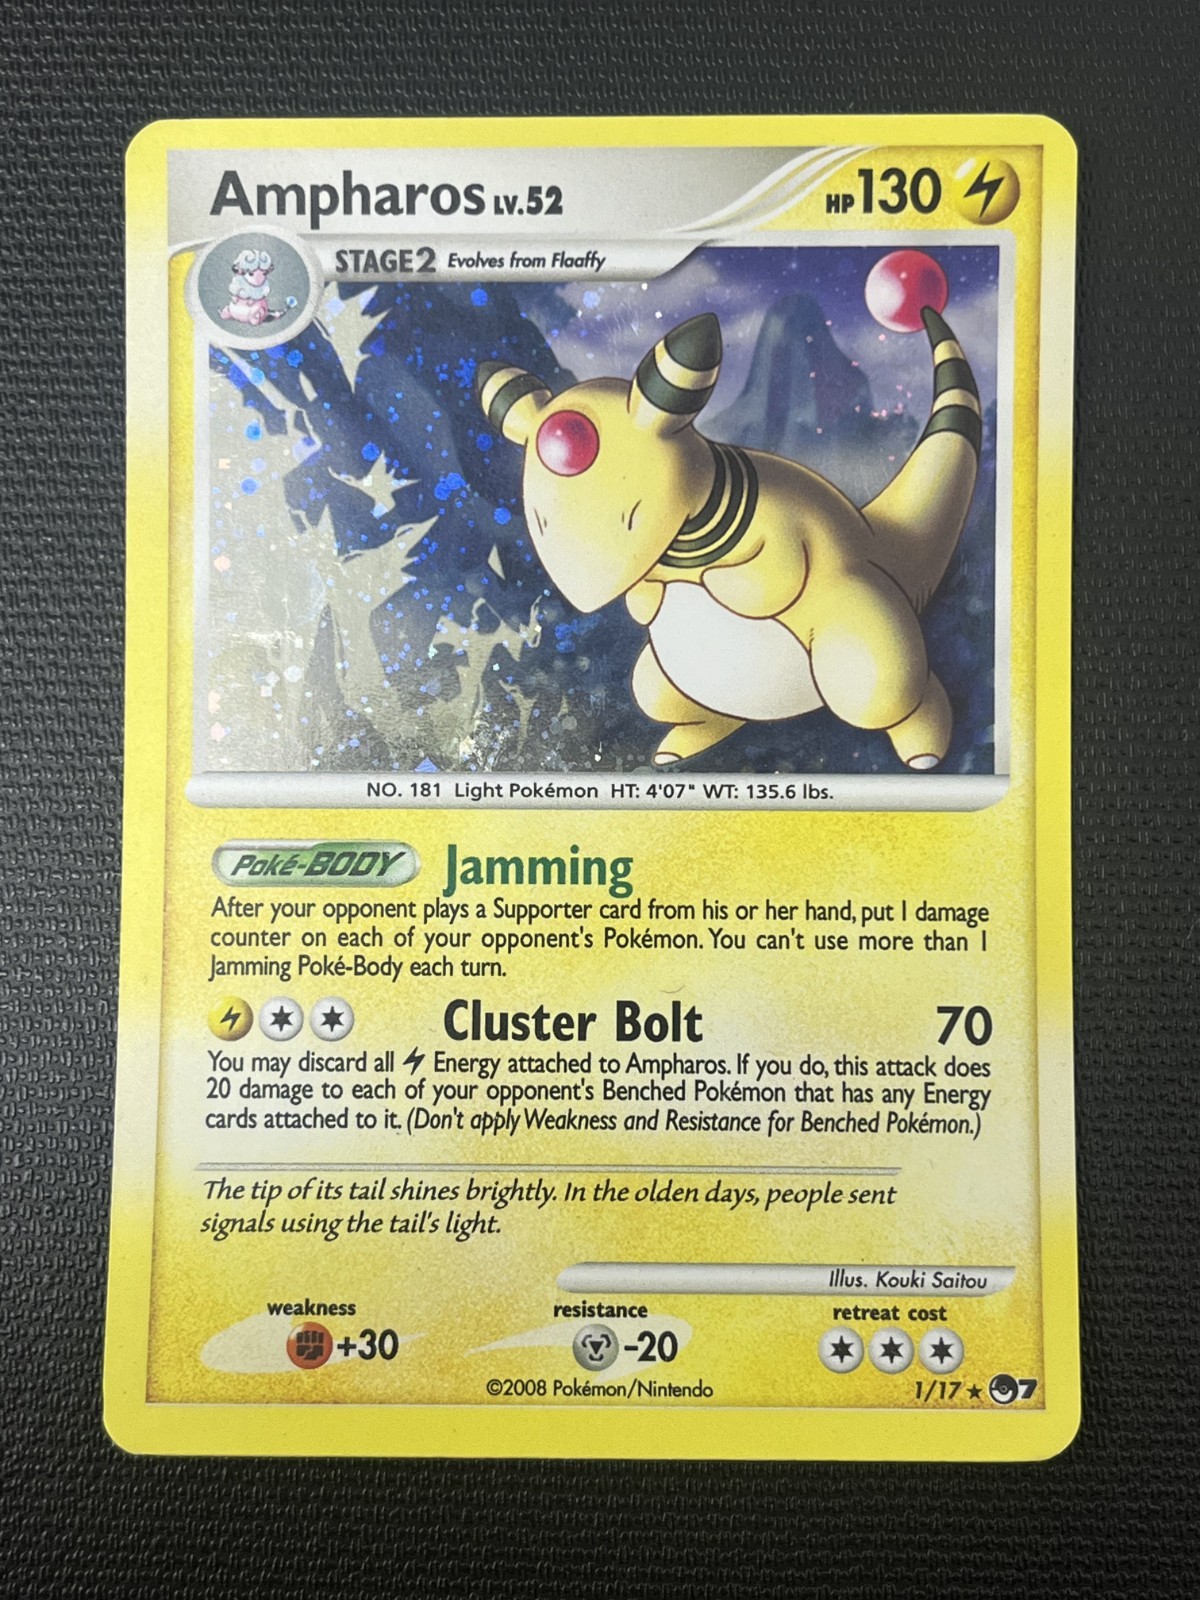 Ampharos LV.52 HP 130
STAGE2 Evolves from Flaaffy
NO. 181 Light Pokémon HT: 4'07" WT: 135.6 lbs.
Poké-BODY Jamming
After your opponent plays a Supporter card from his or her hand, put 1 damage
counter on each of your opponent's Pokémon. You can't use more than 1
Jamming Poké-Body each turn.
Cluster Bolt 70
You may discard all Energy attached to Ampharos. If you do, this attack does
20 damage to each of your opponent's Benched Pokémon that has any Energy
cards attached to it. (Don't apply Weakness and Resistance for Benched Pokémon.)
The tip of its tail shines brightly. In the olden days, people sent
signals using the tail's light.
Illus. Kouki Saitou
weakness resistance retreat cost
+30 -20
©2008 Pokémon/Nintendo 1/17 ★ 7